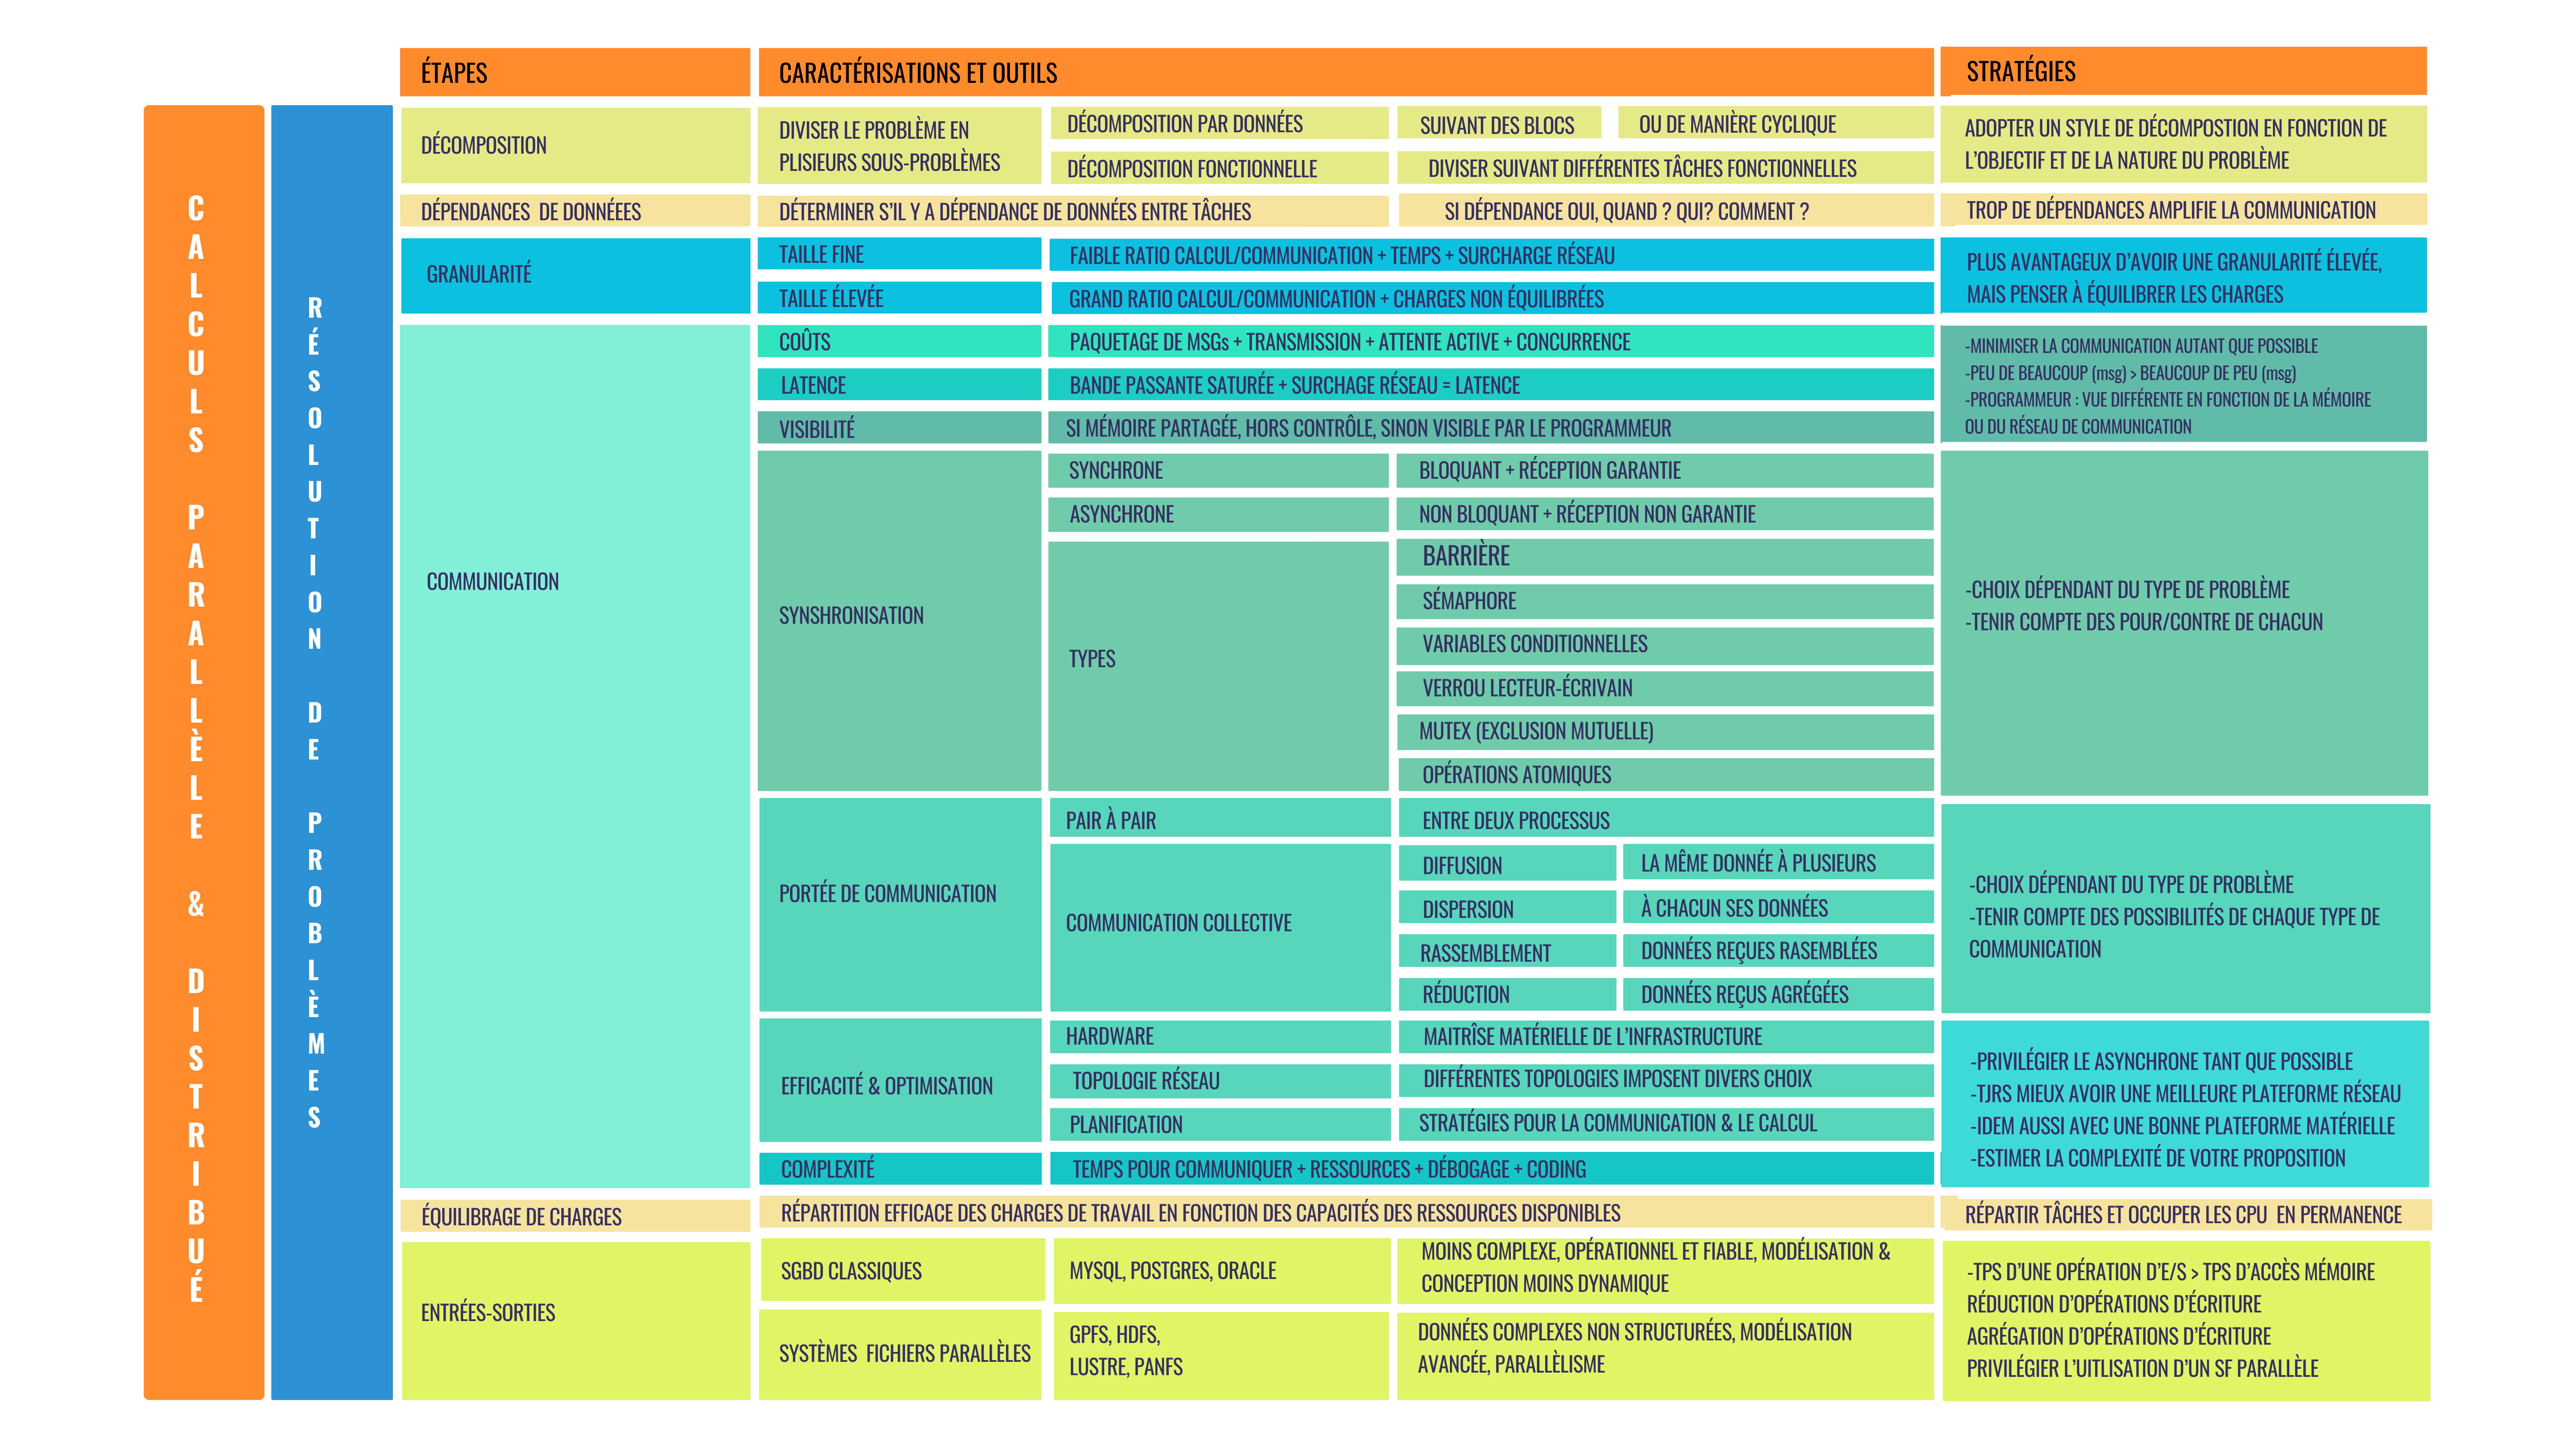 CALCULS PARALLÈLE & DISTRIBUÉ
RÉSOLUTION DE PROBLÈMES
ÉTAPES
CARACTÉRISATIONS ET OUTILS
STRATÉGIES
DÉCOMPOSITION
DIVISER LE PROBLÈME EN
PLISIEURS SOUS-PROBLÈMES
DÉCOMPOSITION PAR DONNÉES
SUIVANT DES BLOCS
OU DE MANIÈRE CYCLIQUE
DÉCOMPOSITION FONCTIONNELLE
DIVISER SUIVANT DIFFÉRENTES TÂCHES FONCTIONNELLES
ADOPTER UN STYLE DE DÉCOMPOSTION EN FONCTION DE
L'OBJECTIF ET DE LA NATURE DU PROBLÈME
DÉPENDANCES DE DONNÉEES
DÉTERMINER S'IL Y A DÉPENDANCE DE DONNÉES ENTRE TÂCHES
SI DÉPENDANCE OUI, QUAND ? QUI? COMMENT ?
TROP DE DÉPENDANCES AMPLIFIE LA COMMUNICATION
GRANULARITÉ
TAILLE FINE
FAIBLE RATIO CALCUL/COMMUNICATION + TEMPS + SURCHARGE RÉSEAU
TAILLE ÉLEVÉE
GRAND RATIO CALCUL/COMMUNICATION + CHARGES NON ÉQUILIBRÉES
PLUS AVANTAGEUX D'AVOIR UNE GRANULARITÉ ÉLEVÉE,
MAIS PENSER À ÉQUILIBRER LES CHARGES
COMMUNICATION
COÛTS
PAQUETAGE DE MSGs + TRANSMISSION + ATTENTE ACTIVE + CONCURRENCE
LATENCE
BANDE PASSANTE SATURÉE + SURCHAGE RÉSEAU = LATENCE
VISIBILITÉ
SI MÉMOIRE PARTAGÉE, HORS CONTRÔLE, SINON VISIBLE PAR LE PROGRAMMEUR
-MINIMISER LA COMMUNICATION AUTANT QUE POSSIBLE
-PEU DE BEAUCOUP (msg) > BEAUCOUP DE PEU (msg)
-PROGRAMMEUR : VUE DIFFÉRENTE EN FONCTION DE LA MÉMOIRE
OU DU RÉSEAU DE COMMUNICATION
SYNSHRONISATION
SYNCHRONE
BLOQUANT + RÉCEPTION GARANTIE
ASYNCHRONE
NON BLOQUANT + RÉCEPTION NON GARANTIE
TYPES
BARRIÈRE
SÉMAPHORE
VARIABLES CONDITIONNELLES
VERROU LECTEUR-ÉCRIVAIN
MUTEX (EXCLUSION MUTUELLE)
OPÉRATIONS ATOMIQUES
-CHOIX DÉPENDANT DU TYPE DE PROBLÈME
-TENIR COMPTE DES POUR/CONTRE DE CHACUN
PORTÉE DE COMMUNICATION
PAIR À PAIR
ENTRE DEUX PROCESSUS
COMMUNICATION COLLECTIVE
DIFFUSION
LA MÊME DONNÉE À PLUSIEURS
DISPERSION
À CHACUN SES DONNÉES
RASSEMBLEMENT
DONNÉES REÇUES RASEMBLÉES
RÉDUCTION
DONNÉES REÇUS AGRÉGÉES
-CHOIX DÉPENDANT DU TYPE DE PROBLÈME
-TENIR COMPTE DES POSSIBILITÉS DE CHAQUE TYPE DE
COMMUNICATION
EFFICACITÉ & OPTIMISATION
HARDWARE
MAITRÎSE MATÉRIELLE DE L'INFRASTRUCTURE
TOPOLOGIE RÉSEAU
DIFFÉRENTES TOPOLOGIES IMPOSENT DIVERS CHOIX
PLANIFICATION
STRATÉGIES POUR LA COMMUNICATION & LE CALCUL
COMPLEXITÉ
TEMPS POUR COMMUNIQUER + RESSOURCES + DÉBOGAGE + CODING
-PRIVILÉGIER LE ASYNCHRONE TANT QUE POSSIBLE
-TJRS MIEUX AVOIR UNE MEILLEURE PLATEFORME RÉSEAU
-IDEM AUSSI AVEC UNE BONNE PLATEFORME MATÉRIELLE
-ESTIMER LA COMPLEXITÉ DE VOTRE PROPOSITION
ÉQUILIBRAGE DE CHARGES
RÉPARTITION EFFICACE DES CHARGES DE TRAVAIL EN FONCTION DES CAPACITÉS DES RESSOURCES DISPONIBLES
RÉPARTIR TÂCHES ET OCCUPER LES CPU EN PERMANENCE
ENTRÉES-SORTIES
SGBD CLASSIQUES
MYSQL, POSTGRES, ORACLE
MOINS COMPLEXE, OPÉRATIONNEL ET FIABLE, MODÉLISATION &
CONCEPTION MOINS DYNAMIQUE
SYSTÈMES FICHIERS PARALLÈLES
GPFS, HDFS,
LUSTRE, PANFS
DONNÉES COMPLEXES NON STRUCTURÉES, MODÉLISATION
AVANCÉE, PARALLÈLISME
-TPS D'UNE OPÉRATION D'E/S > TPS D'ACCÈS MÉMOIRE
RÉDUCTION D'OPÉRATIONS D'ÉCRITURE
AGRÉGATION D'OPÉRATIONS D'ÉCRITURE
PRIVILÉGIER L'UITLISATION D'UN SF PARALLÈLE